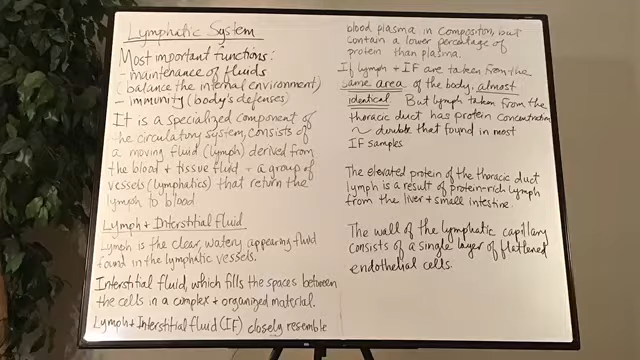 Lymphatic System
Most important functions:
- maintenance of fluids
(balance the internal environment)
- immunity (body's defenses)
It is a specialized component of
the circulatory system, consists of
a moving fluid (lymph) derived from
the blood + tissue fluid + a group of
vessels (lymphatics) that return the
lymph to blood
Lymph + Interstitial Fluid
Lymph is the clear, watery appearing fluid
found in the lymphatic vessels.
Interstitial fluid, which fills the spaces between
the cells in a complex + organized material.
Lymph + Interstitial fluid (IF) closely resemble
blood plasma in composition, but
contain a lower percentage of
protein than plasma.
If lymph + IF are taken from the
same area of the body, almost
identical. But lymph taken from the
thoracic duct has protein concentration
~ double that found in most
IF samples
The elevated protein of the thoracic duct
lymph is a result of protein-rich lymph
from the liver + small intestine.
The wall of the lymphatic capillary
consists of a single layer of flattened
endothelial cells.